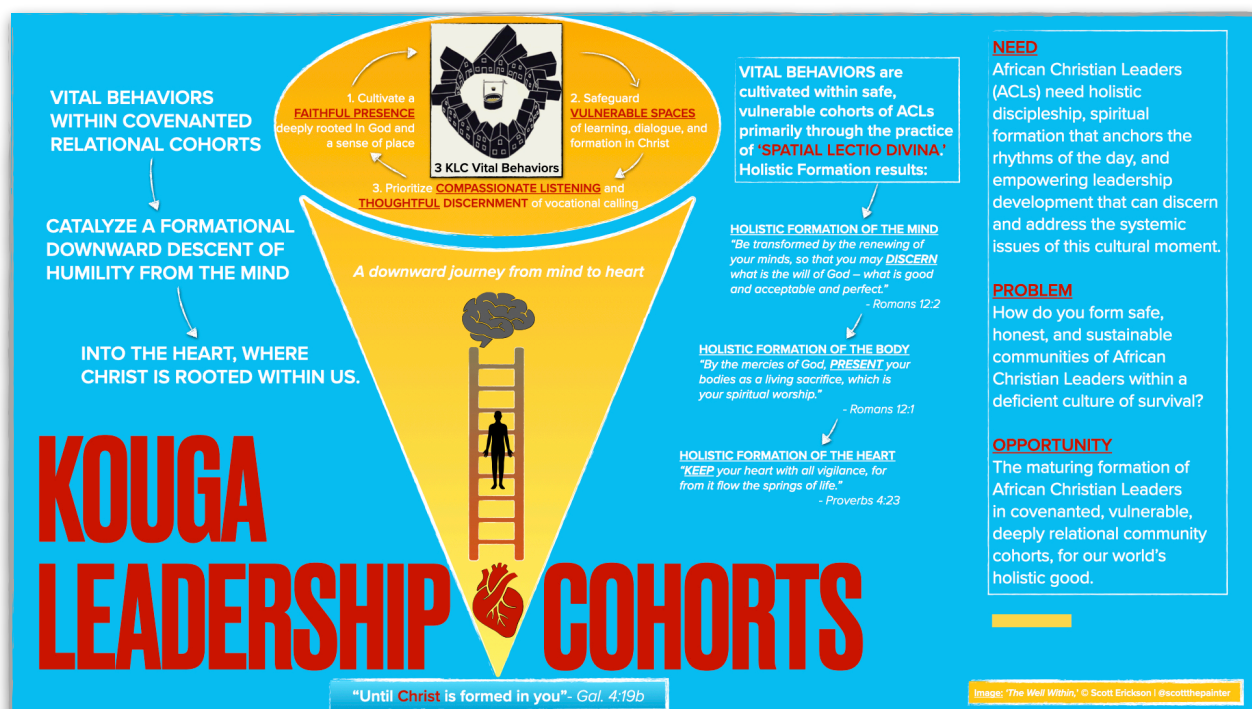 VITAL BEHAVIORS
WITHIN COVENANTED
RELATIONAL COHORTS
CATALYZE A FORMATIONAL
DOWNWARD DESCENT OF
HUMILITY FROM THE MIND
INTO THE HEART, WHERE
CHRIST IS ROOTED WITHIN US.
1. Cultivate a
FAITHFUL PRESENCE
deeply rooted In God and
a sense of place
2. Safeguard
VULNERABLE SPACES
of learning, dialogue, and
formation in Christ
3 KLC Vital Behaviors
3. Prioritize COMPASSIONATE LISTENING and
THOUGHTFUL DISCERNMENT of vocational calling
A downward journey from mind to heart
KOUGA
LEADERSHIP COHORTS
"Until Christ is formed in you"- Gal. 4:19b
VITAL BEHAVIORS are
cultivated within safe,
vulnerable cohorts of ACLs
primarily through the practice
of ‘SPATIAL LECTIO DIVINA.’
Holistic Formation results:
HOLISTIC FORMATION OF THE MIND
"Be transformed by the renewing of
your minds, so that you may DISCERN
what is the will of God – what is good
and acceptable and perfect."
- Romans 12:2
HOLISTIC FORMATION OF THE BODY
"By the mercies of God, PRESENT your
bodies as a living sacrifice, which is
your spiritual worship."
- Romans 12:1
HOLISTIC FORMATION OF THE HEART
"KEEP your heart with all vigilance, for
from it flow the springs of life."
- Proverbs 4:23
NEED
African Christian Leaders
(ACLs) need holistic
discipleship, spiritual
formation that anchors the
rhythms of the day, and
empowering leadership
development that can discern
and address the systemic
issues of this cultural moment.
PROBLEM
How do you form safe,
honest, and sustainable
communities of African
Christian Leaders within a
deficient culture of survival?
OPPORTUNITY
The maturing formation of
African Christian Leaders
in covenanted, vulnerable,
deeply relational community
cohorts, for our world's
holistic good.
Image: 'The Well Within,' © Scott Erickson | @scottthepainter